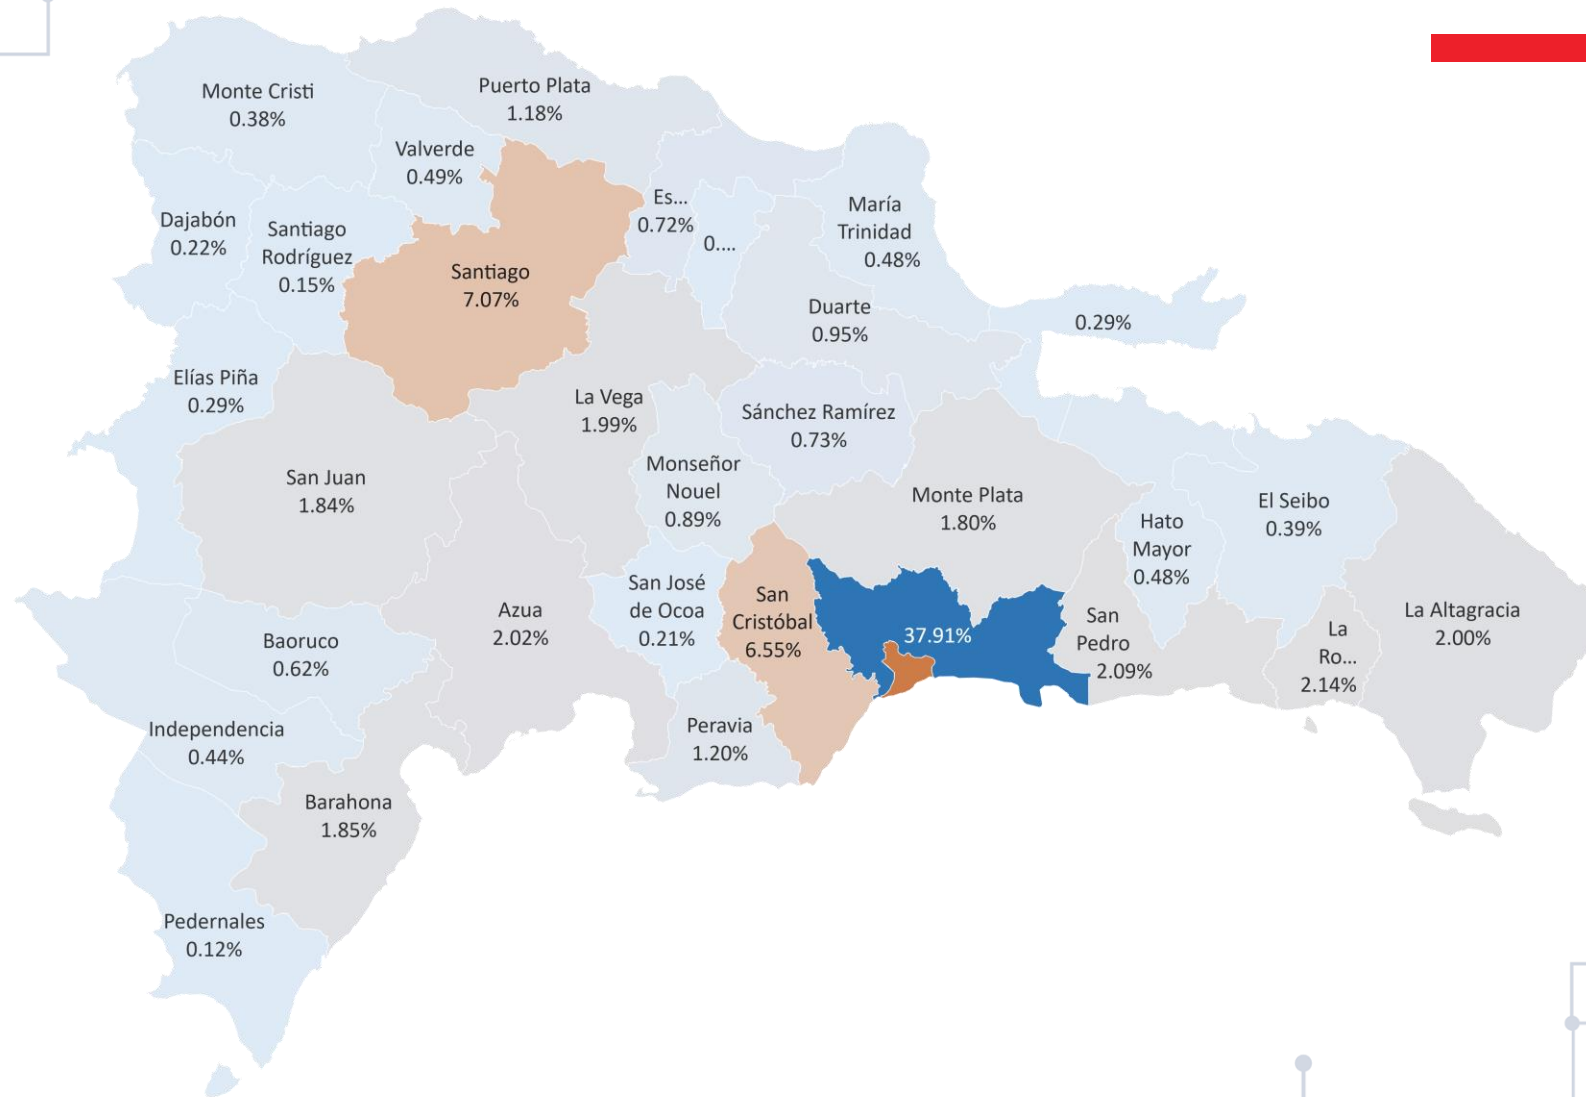 Monte Cristi
0.38%
Puerto Plata
1.18%
Valverde
0.49%
Es...
0.72%
María
Trinidad
0.48%
Dajabón
0.22%
Santiago
Rodríguez
0.15%
0....
Santiago
7.07%
Duarte
0.95%
0.29%
Elías Piña
0.29%
La Vega
1.99%
Sánchez Ramírez
0.73%
San Juan
1.84%
Monseñor
Nouel
0.89%
Monte Plata
1.80%
Hato
Mayor
0.48%
El Seibo
0.39%
San José
de Ocoa
0.21%
San
Cristóbal
6.55%
Azua
2.02%
37.91%
San
Pedro
2.09%
La
Ro...
2.14%
La Altagracia
2.00%
Baoruco
0.62%
Independencia
0.44%
Peravia
1.20%
Barahona
1.85%
Pedernales
0.12%